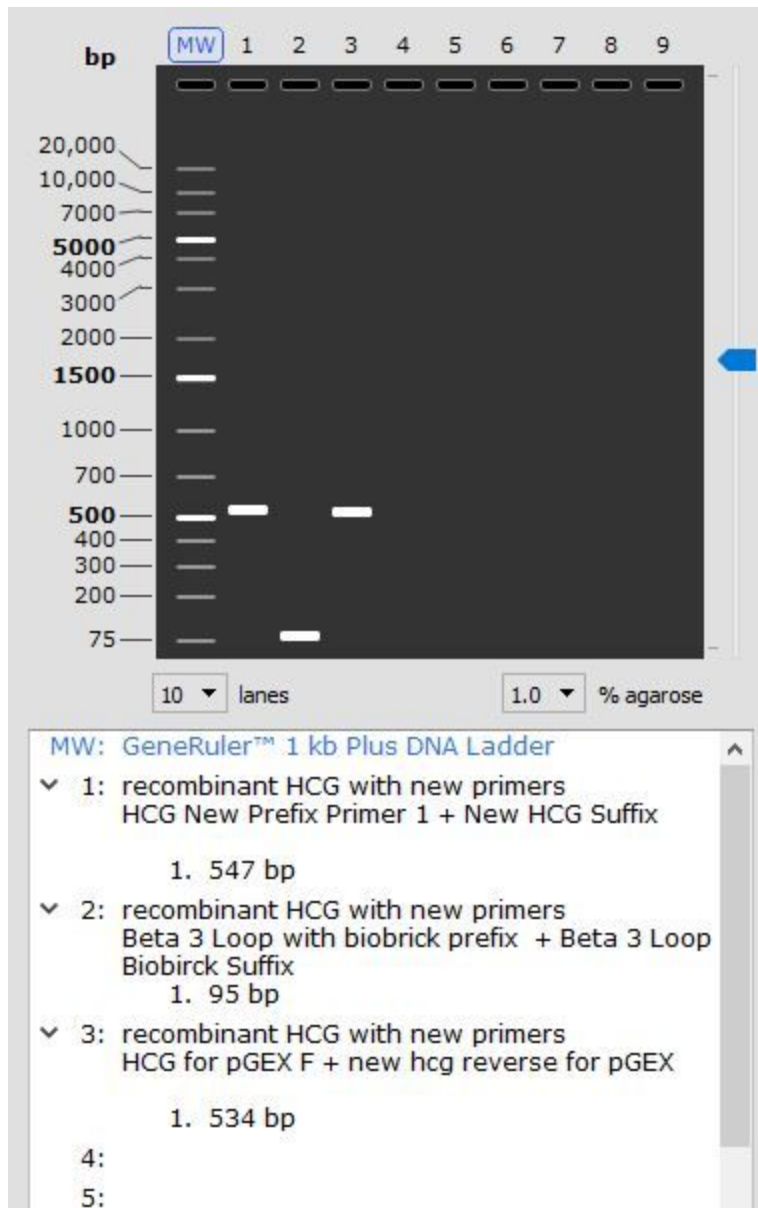 bp
MW 1 2 3 4 5 6 7 8 9
20,000
10,000
7000
5000
4000
3000
2000
1500
1000
700
500
400
300
200
75
10 lanes 1.0 % agarose
MW: GeneRuler™ 1 kb Plus DNA Ladder
1: recombinant HCG with new primers
HCG New Prefix Primer 1 + New HCG Suffix
1. 547 bp
2: recombinant HCG with new primers
Beta 3 Loop with biobrick prefix + Beta 3 Loop
Biobirck Suffix
1. 95 bp
3: recombinant HCG with new primers
HCG for pGEX F + new hcg reverse for pGEX
1. 534 bp
4:
5: